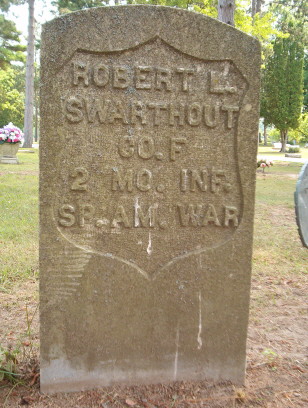 ROBERT L.
SWARTHOUT
CO. F
2 MO. INF.
SP. AM. WAR